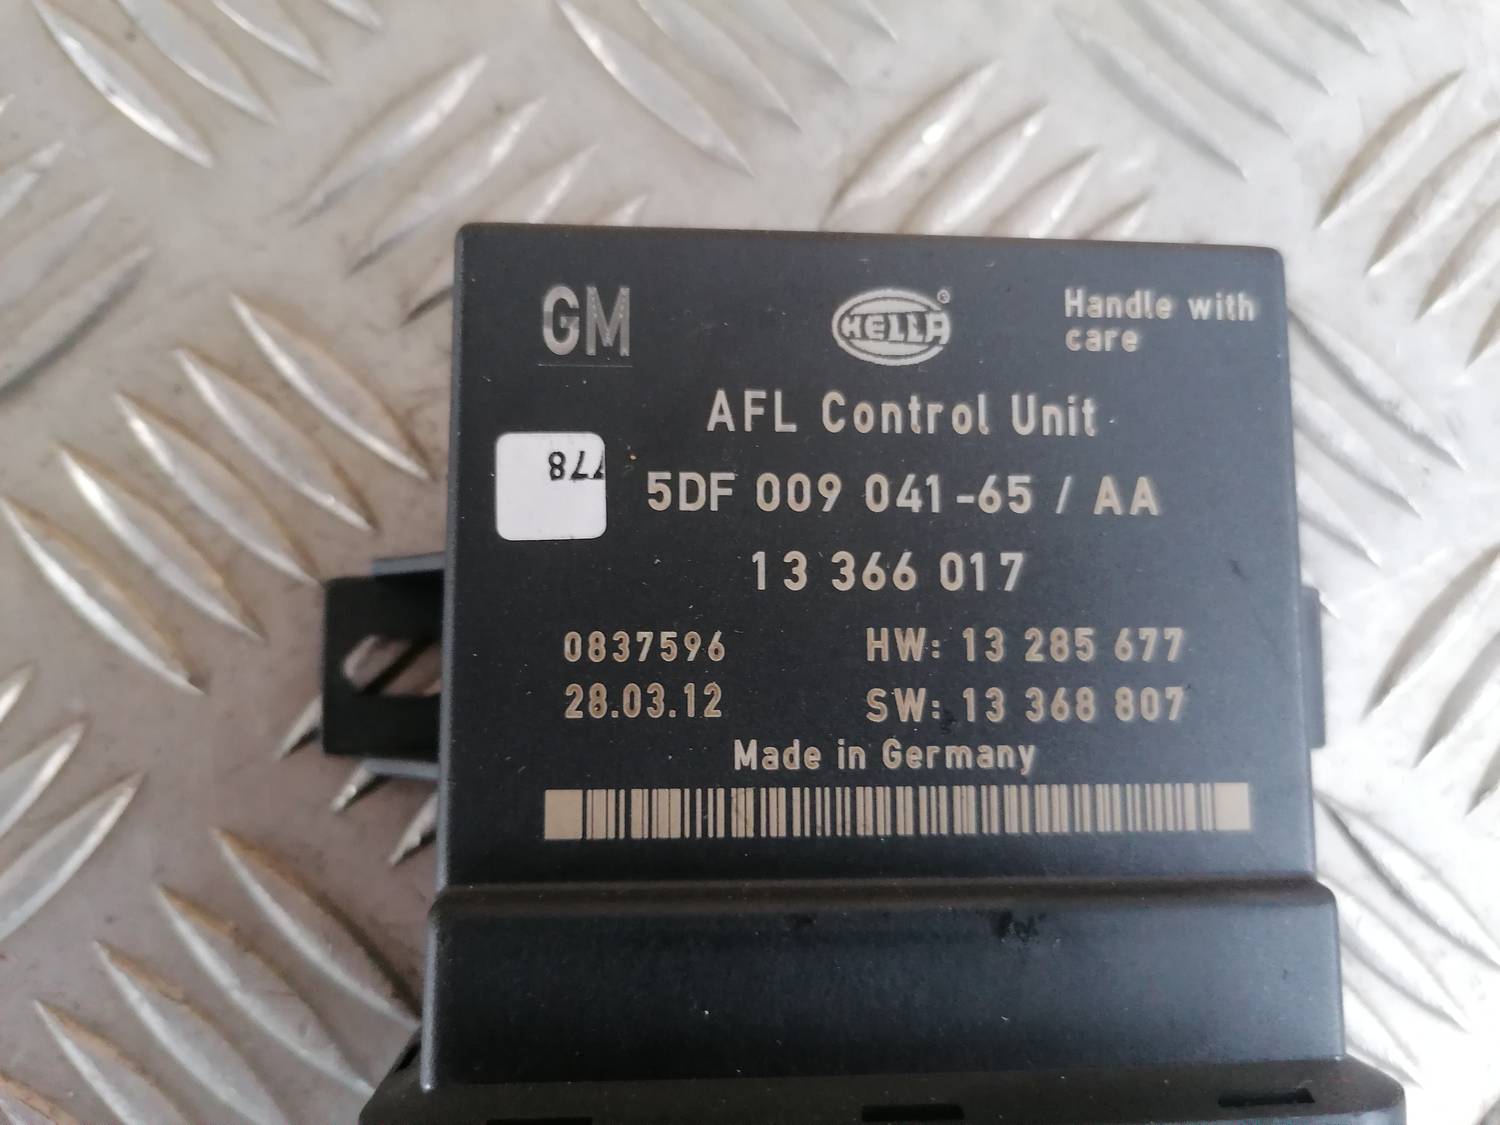 GM
HELLA
Handle with
care
AFL Control Unit
778
5DF 009 041-65 / AA
13 366 017
0837596
HW: 13 285 677
28.03.12
SW: 13 368 807
Made in Germany